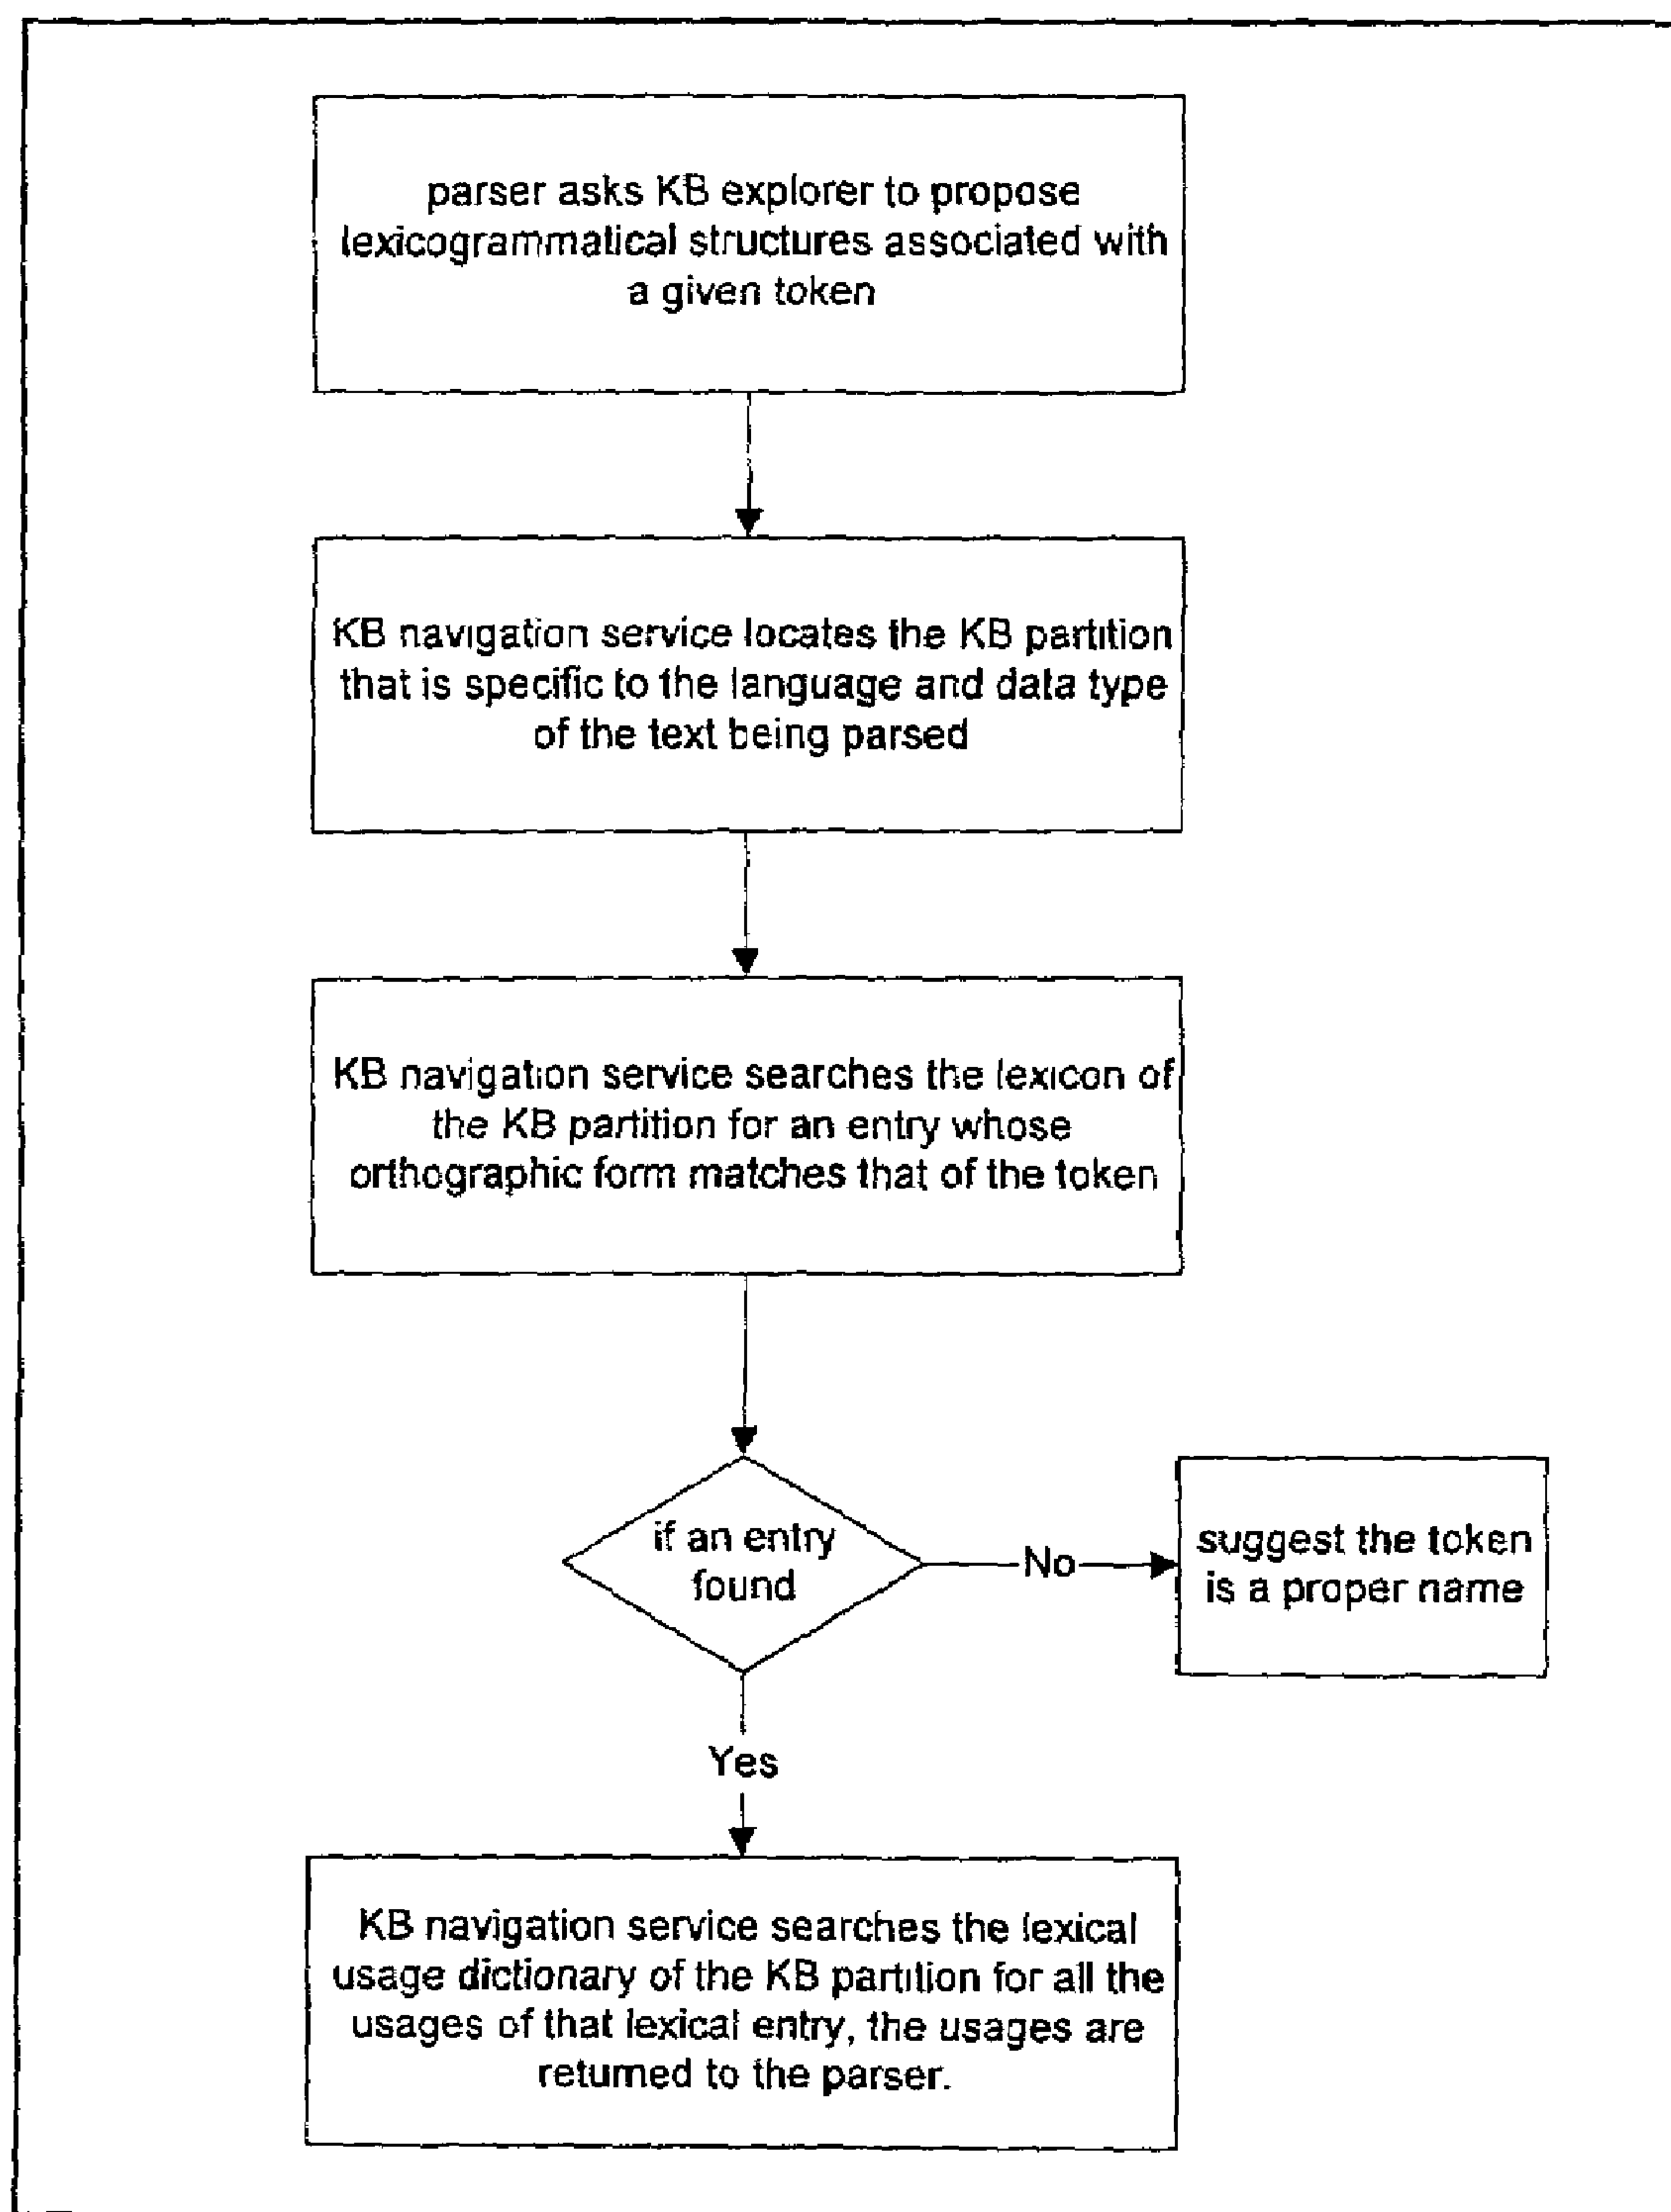 parser asks KB explorer to propose
lexicogrammatical structures associated with
a given token
KB navigation service locates the KB partition
that is specific to the language and data type
of the text being parsed
KB navigation service searches the lexicon of
the KB partition for an entry whose
orthographic form matches that of the token
if an entry
found
No
suggest the token
is a proper name
Yes
KB navigation service searches the lexical
usage dictionary of the KB partition for all the
usages of that lexical entry, the usages are
returned to the parser.